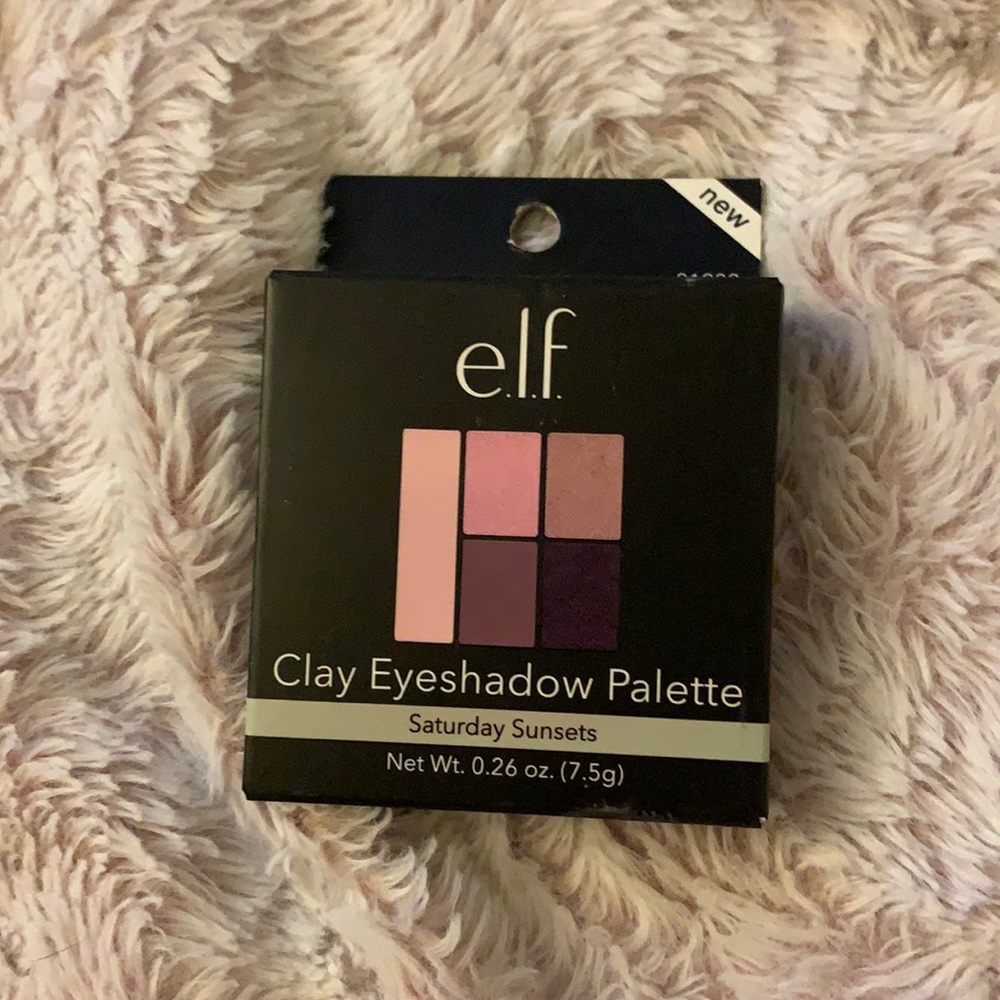 new
e.l.f.
Clay Eyeshadow Palette
Saturday Sunsets
Net Wt. 0.26 oz. (7.5g)